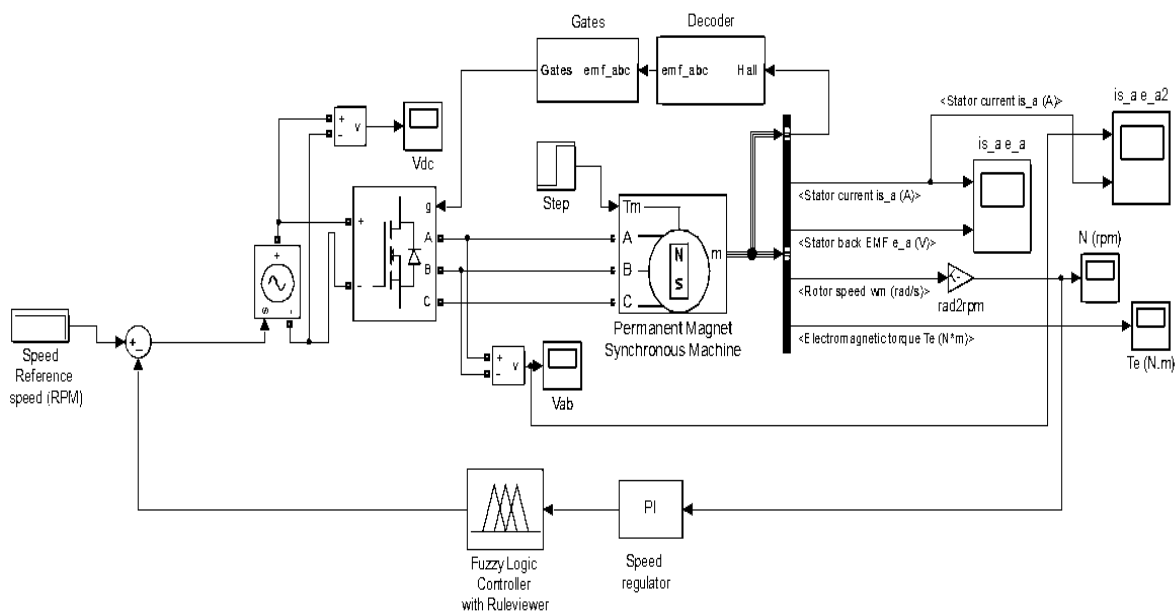 Gates
Decoder
Gates emf_abc
emf_abc Hall
<Stator current is_a (A)>
is_a e_a2
+
-
v
Vdc
is_a e_a
Step
g
Tm
+
A
A
<Stator current is_a (A)>
N
m
N (rpm)
B
B
S
<Stator back EMF e_a (V)>
-
C
C
<Rotor speed wm (rad/s)>
rad2rpm
+
s
-
Permanent Magnet
Synchronous Machine
<Electromagnetic torque Te (N*m)>
Te (N.m)
Speed
Reference
speed (RPM)
+
-
+
-
v
Vab
PI
Fuzzy Logic
Controller
with Ruleviewer
Speed
regulator